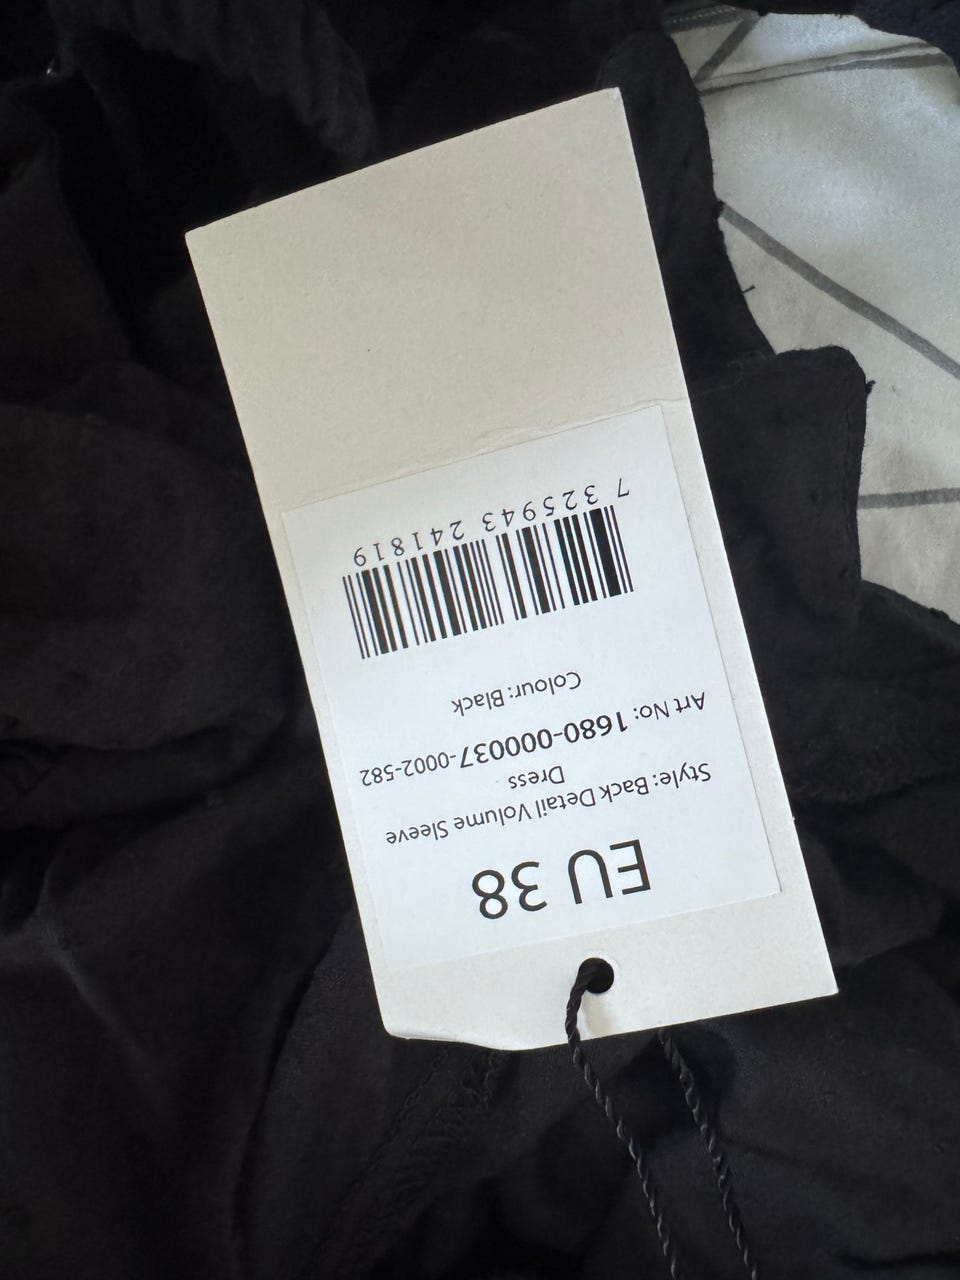 EU 38
Style: Back Detail Volume Sleeve
Dress
Art No: 1680-000037-0002-582
Colour: Black
7 325943 241819